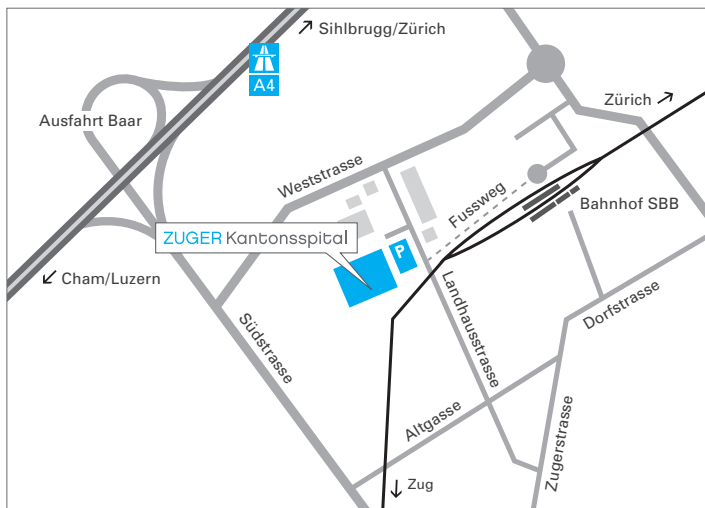 Sihlbrugg/Zürich
A4
Zürich
Ausfahrt Baar
Weststrasse
Fussweg
Bahnhof SBB
ZUGER Kantonsspital
P
Cham/Luzern
Landhausstrasse
Dorfstrasse
Südstrasse
Altgasse
Zugerstrasse
Zug